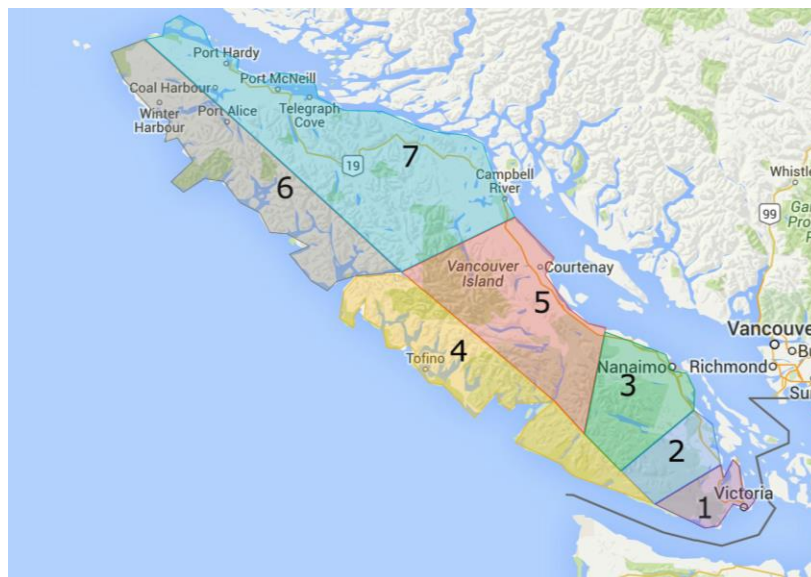 Port Hardy
Port McNeill
Coal Harbour
Winter
Harbour
Port Alice
Telegraph
Cove
19
7
6
Campbell
River
Whistle
99
Vancouver
Island
Courtenay
5
4
Tofino
Nanaimo
3
Vancouve
Richmond
2
1
Victoria